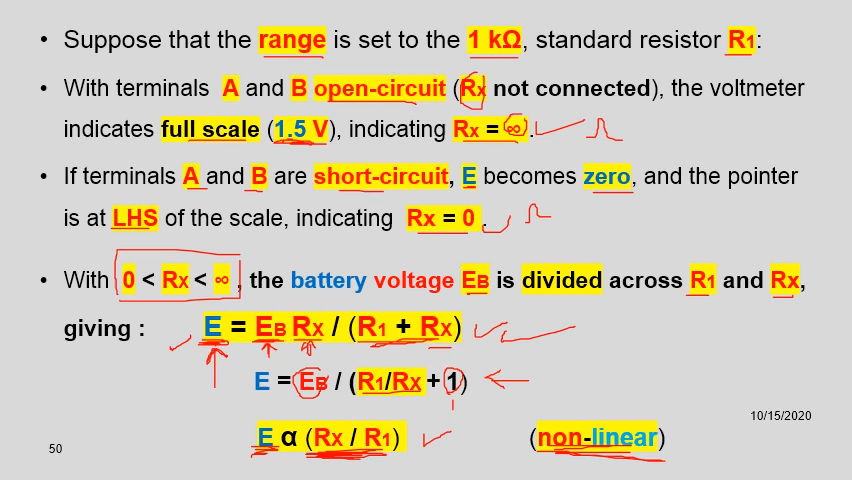 • Suppose that the range is set to the 1 kΩ, standard resistor R1:
• With terminals A and B open-circuit (Rx not connected), the voltmeter
indicates full scale (1.5 V), indicating Rx = ∞.
• If terminals A and B are short-circuit, E becomes zero, and the pointer
is at LHS of the scale, indicating Rx = 0.
• With 0 < Rx < ∞, the battery voltage EB is divided across R1 and Rx,
giving : E = EB Rx / (R1 + Rx)
E = EB / (R1/Rx + 1)
10/15/2020
E α (Rx / R1) (non-linear)
50